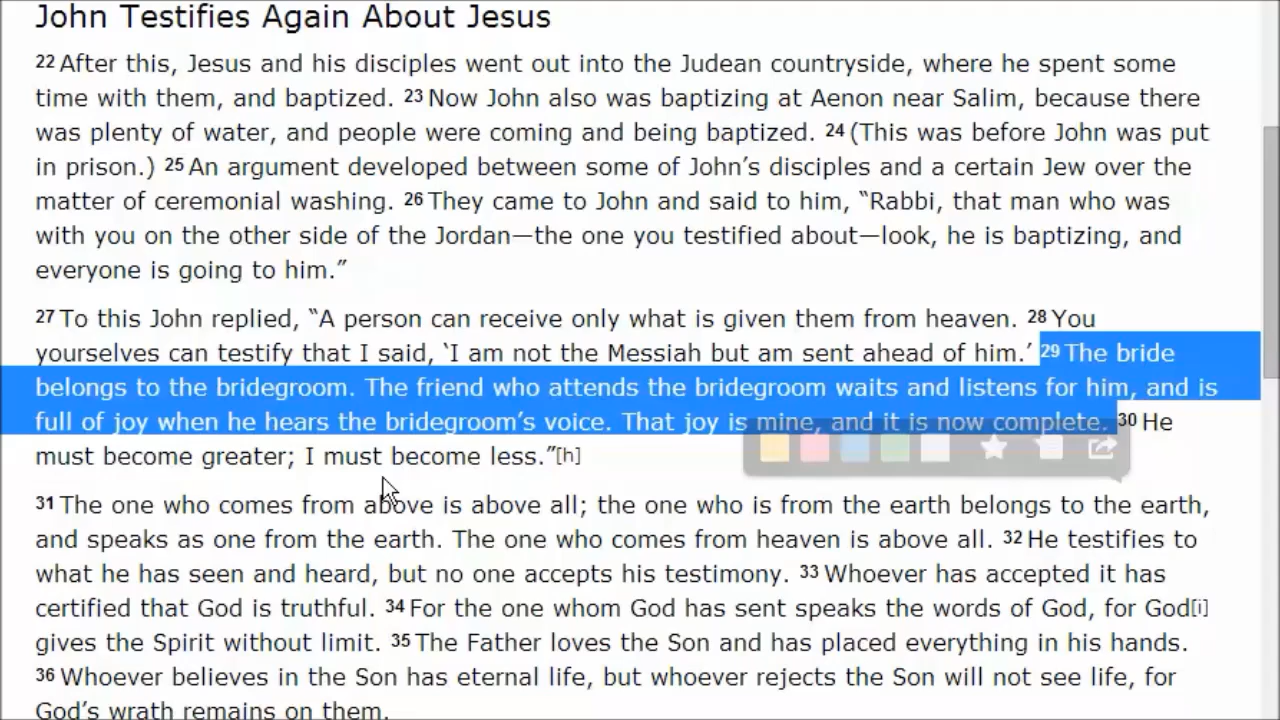 John Testifies Again About Jesus
22 After this, Jesus and his disciples went out into the Judean countryside, where he spent some
time with them, and baptized. 23 Now John also was baptizing at Aenon near Salim, because there
was plenty of water, and people were coming and being baptized. 24 (This was before John was put
in prison.) 25 An argument developed between some of John’s disciples and a certain Jew over the
matter of ceremonial washing. 26 They came to John and said to him, “Rabbi, that man who was
with you on the other side of the Jordan—the one you testified about—look, he is baptizing, and
everyone is going to him.”
27 To this John replied, “A person can receive only what is given them from heaven. 28 You
yourselves can testify that I said, ‘I am not the Messiah but am sent ahead of him.’ 29 The bride
belongs to the bridegroom. The friend who attends the bridegroom waits and listens for him, and is
full of joy when he hears the bridegroom’s voice. That joy is mine, and it is now complete. 30 He
must become greater; I must become less.”[h]
31 The one who comes from above is above all; the one who is from the earth belongs to the earth,
and speaks as one from the earth. The one who comes from heaven is above all. 32 He testifies to
what he has seen and heard, but no one accepts his testimony. 33 Whoever has accepted it has
certified that God is truthful. 34 For the one whom God has sent speaks the words of God, for God[i]
gives the Spirit without limit. 35 The Father loves the Son and has placed everything in his hands.
36 Whoever believes in the Son has eternal life, but whoever rejects the Son will not see life, for
God’s wrath remains on them.